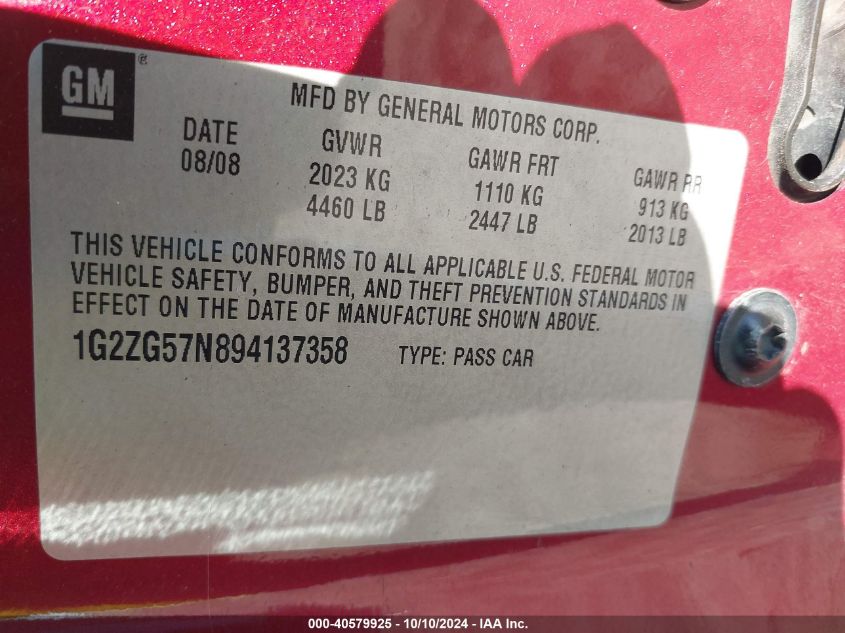 GM®
MFD BY GENERAL MOTORS CORP.
DATE GVWR GAWR FRT GAWR RR
08/08 2023 KG 1110 KG 913 KG
4460 LB 2447 LB 2013 LB
THIS VEHICLE CONFORMS TO ALL APPLICABLE U.S. FEDERAL MOTOR
VEHICLE SAFETY, BUMPER, AND THEFT PREVENTION STANDARDS IN
EFFECT ON THE DATE OF MANUFACTURE SHOWN ABOVE.
1G2ZG57N894137358 TYPE: PASS CAR
000-40579925 - 10/10/2024 - IAA Inc.